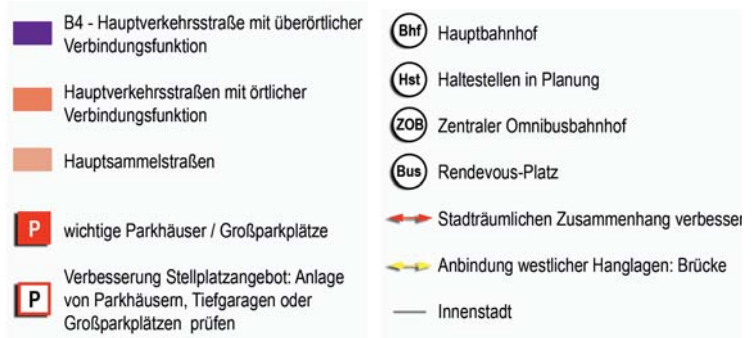 B4 - Hauptverkehrsstraße mit überörtlicher
Verbindungsfunktion
Hauptverkehrsstraßen mit örtlicher
Verbindungsfunktion
Hauptsammelstraßen
P wichtige Parkhäuser / Großparkplätze
Verbesserung Stellplatzangebot: Anlage
P von Parkhäusern, Tiefgaragen oder
Großparkplätzen prüfen
Bhf Hauptbahnhof
Hst Haltestellen in Planung
ZOB Zentraler Omnibusbahnhof
Bus Rendevous-Platz
Stadträumlichen Zusammenhang verbesser
Anbindung westlicher Hanglagen: Brücke
Innenstadt